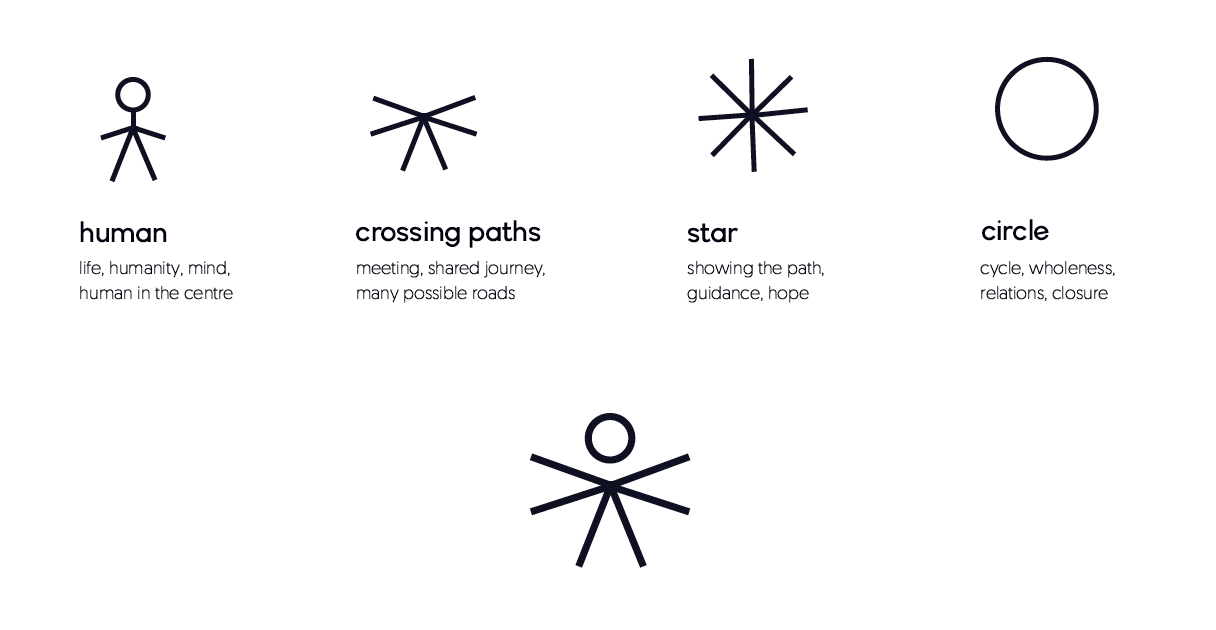 human
life, humanity, mind,
human in the centre
crossing paths
meeting, shared journey,
many possible roads
star
showing the path,
guidance, hope
circle
cycle, wholeness,
relations, closure